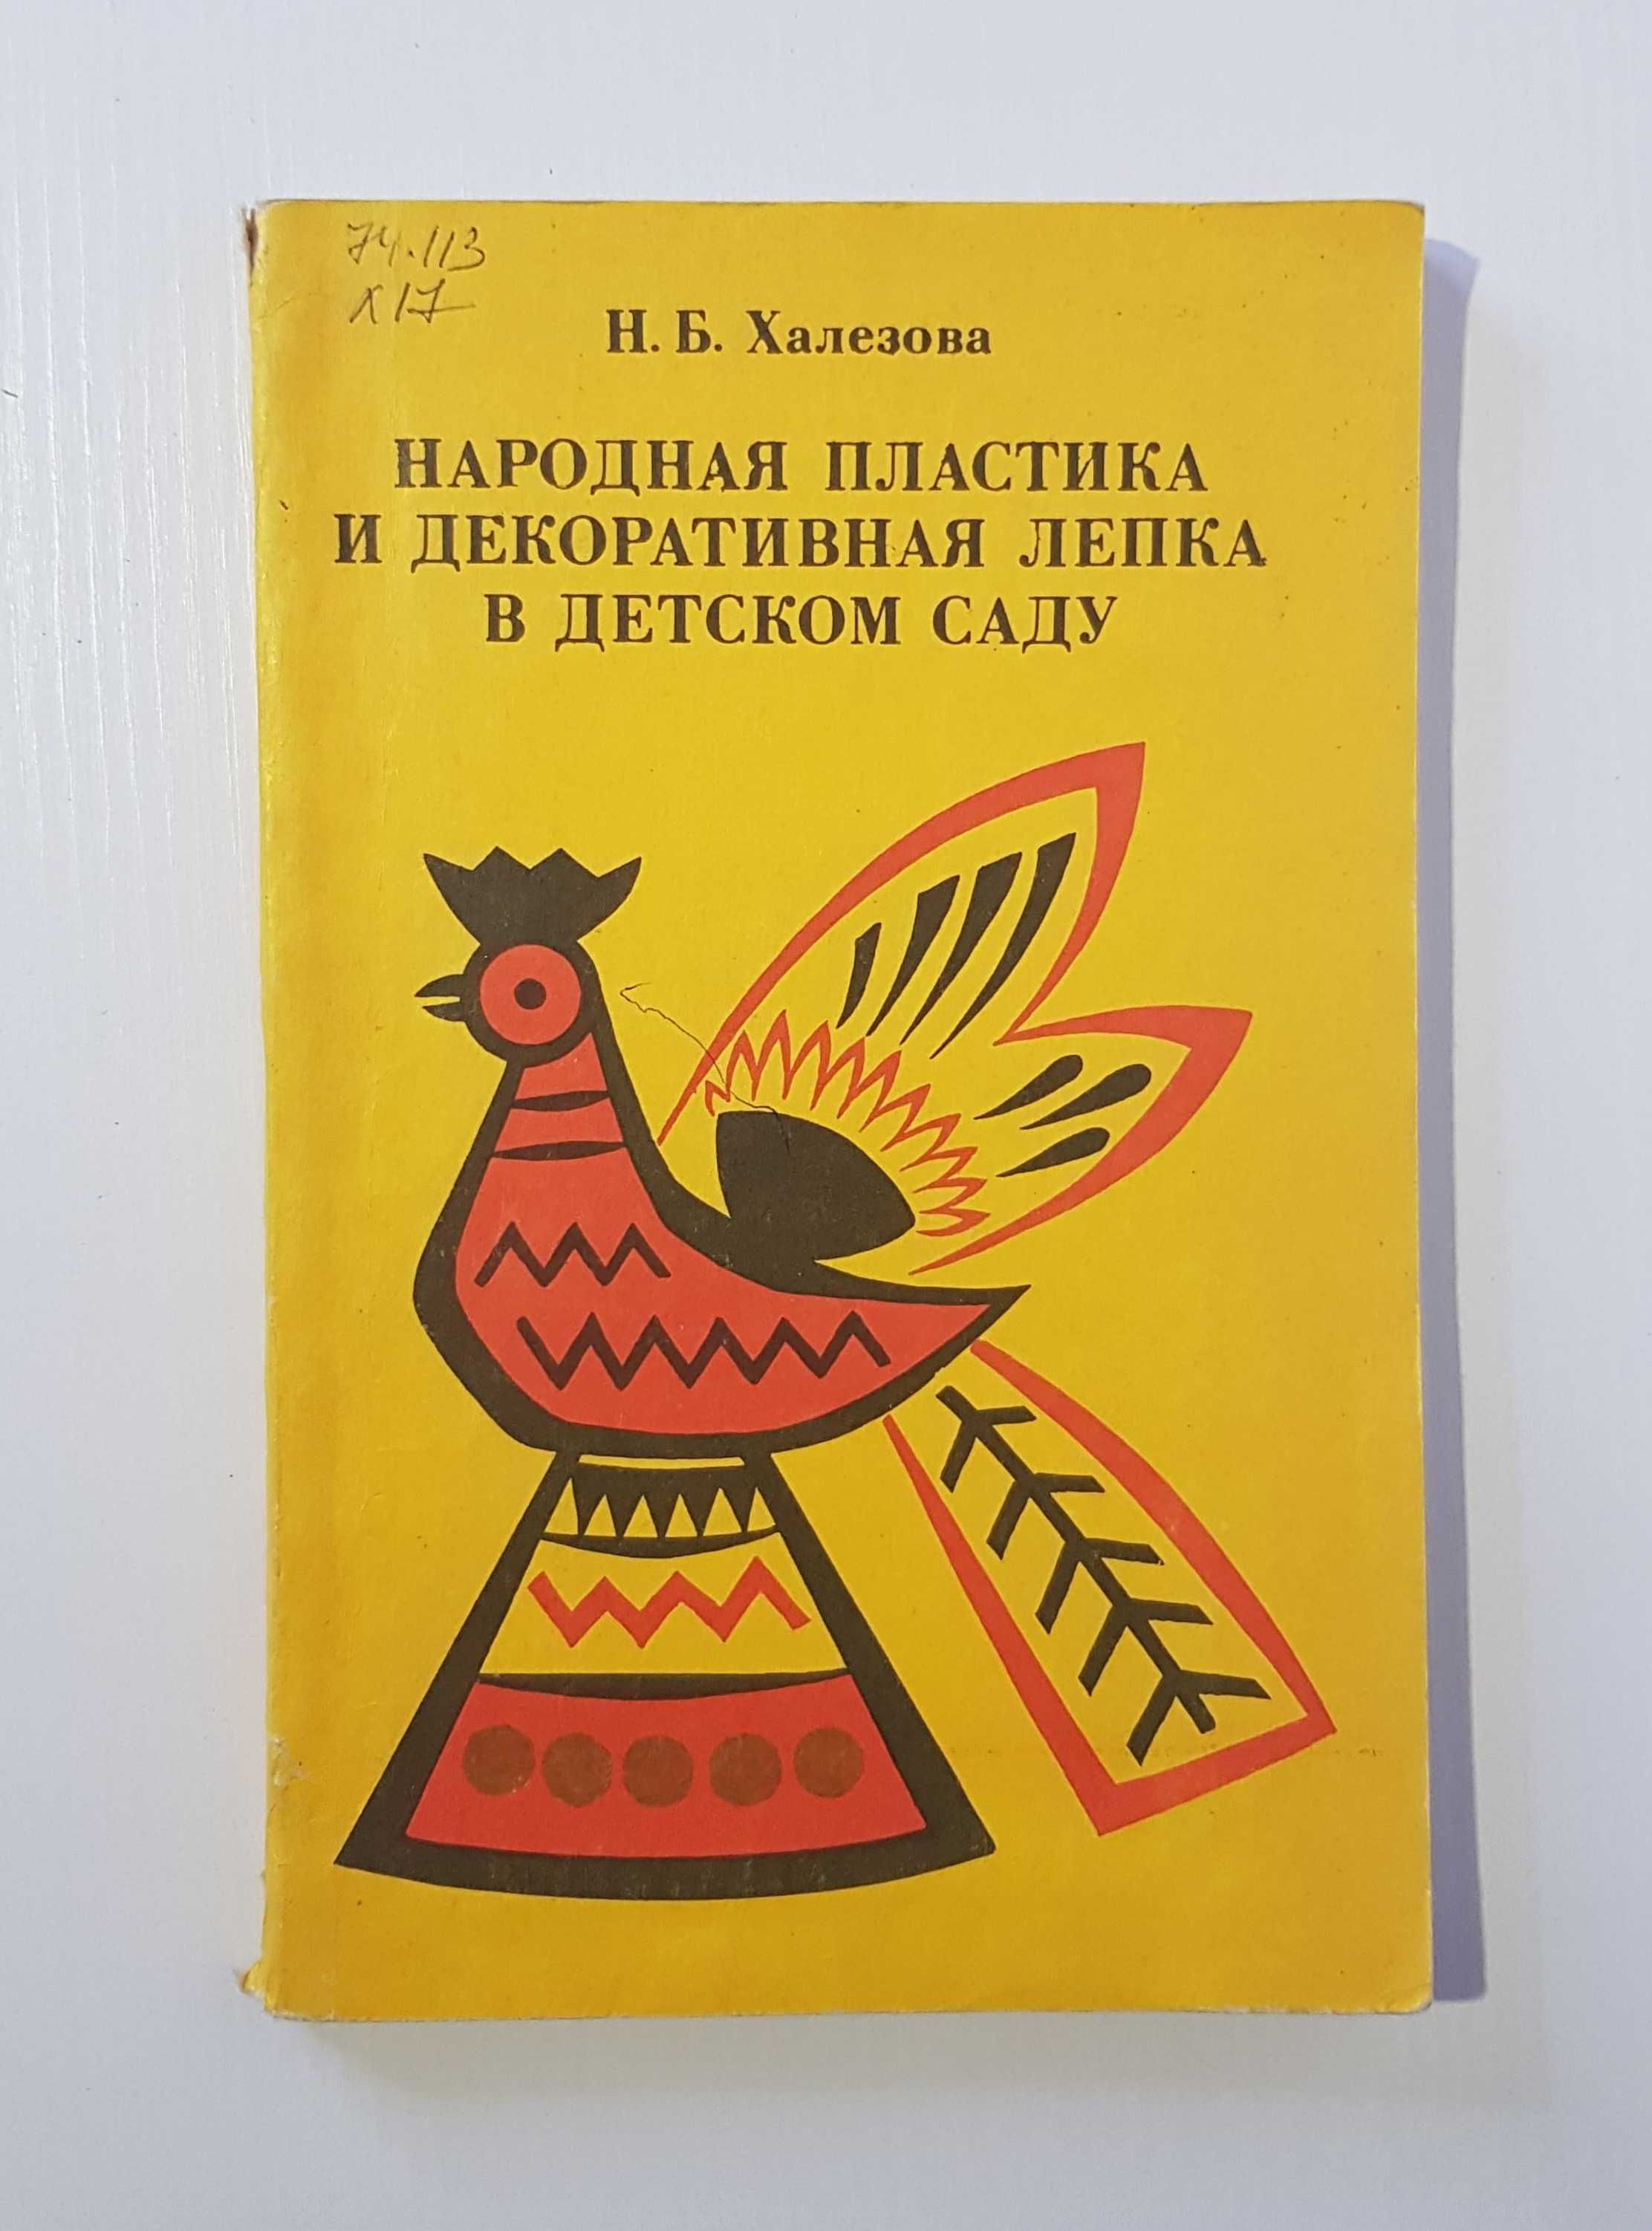 74.113
Х17
Н. Б. Халезова
НАРОДНАЯ ПЛАСТИКА
И ДЕКОРАТИВНАЯ ЛЕПКА
В ДЕТСКОМ САДУ